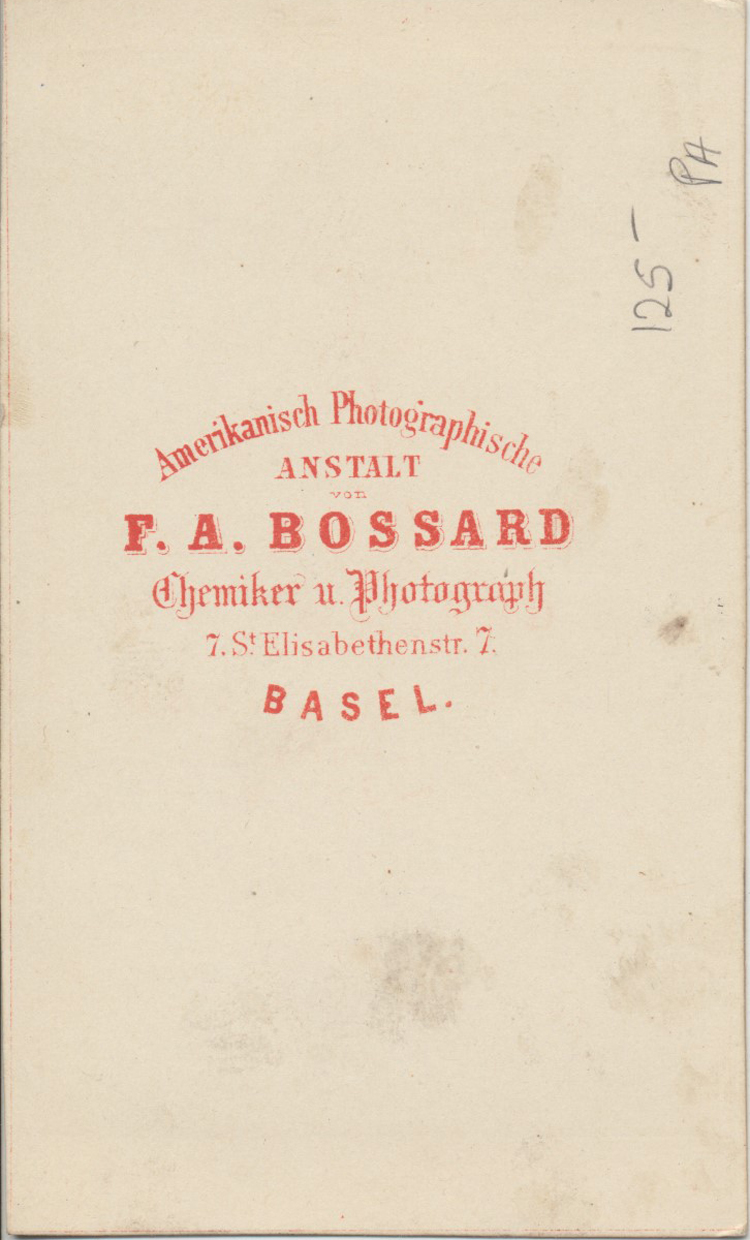 Amerikanisch Photographische
ANSTALT
von
F. A. BOSSARD
Chemiker u. Photograph
7. St Elisabethenstr. 7.
BASEL.
125 –
PA